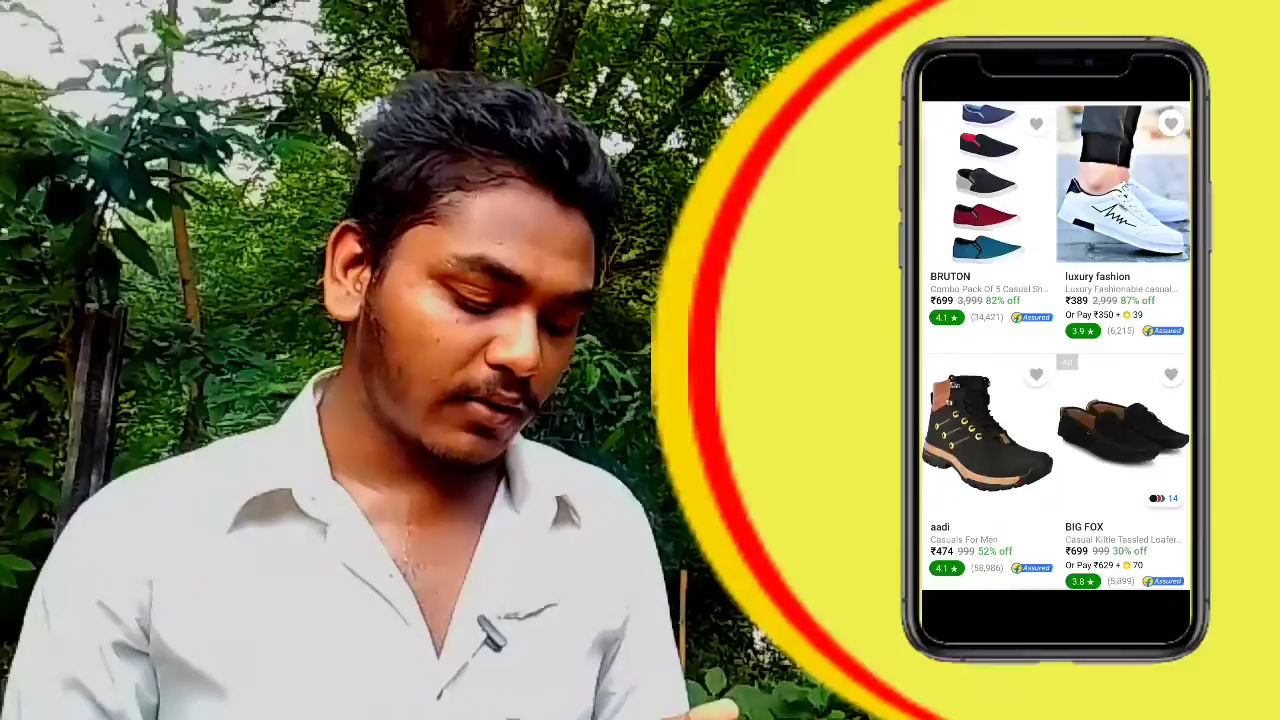 BRUTON
Combo Pack Of 5 Casual Sh...
₹699 3,999 82% off
4.1 ★ (34,421) Assured
luxury fashion
Luxury Fashionable casual...
₹389 2,999 87% off
Or Pay ₹350 + 39
3.9 ★ (6,215) Assured
aadi
Casuals For Men
₹474 999 52% off
4.1 ★ (58,986) Assured
AD
14
BIG FOX
Casual Kiltie Tassled Loafer...
₹699 999 30% off
Or Pay ₹629 + 70
3.8 ★ (5,899) Assured